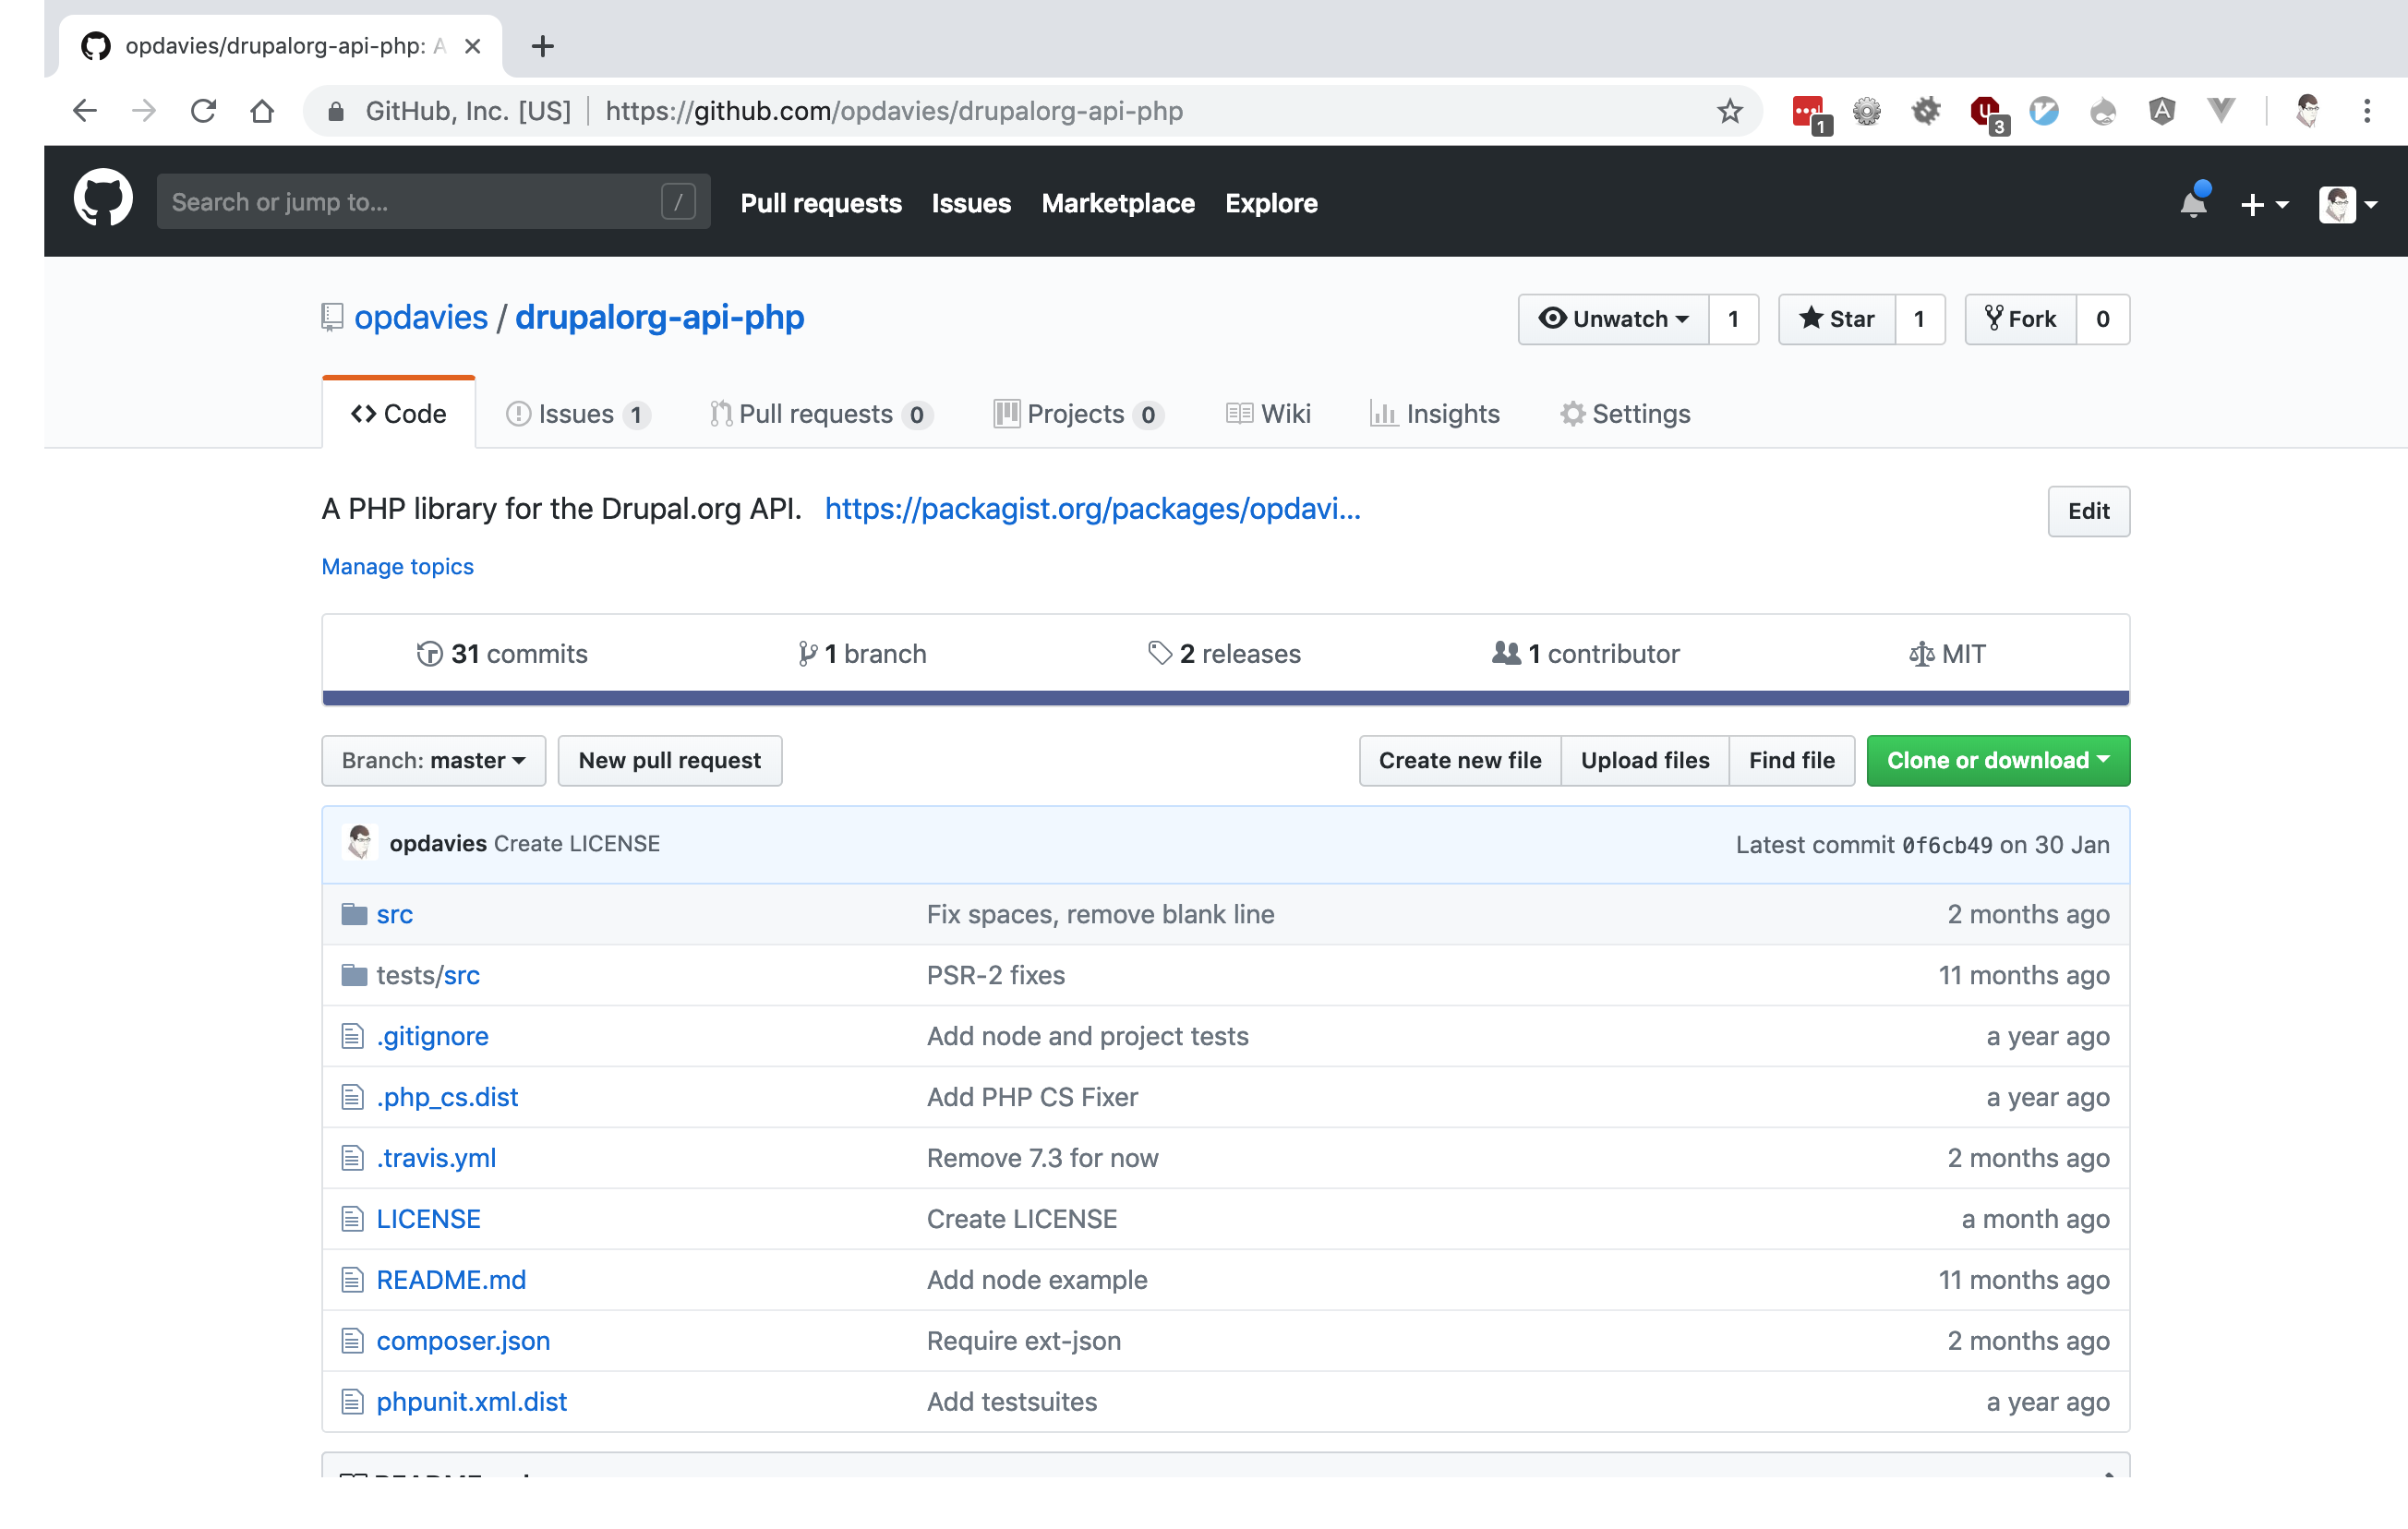 opdavies/drupalorg-api-php: A
GitHub, Inc. [US] https://github.com/opdavies/drupalorg-api-php 1 3
Search or jump to... / Pull requests Issues Marketplace Explore
opdavies / drupalorg-api-php Unwatch 1 Star 1 Fork 0
Code Issues 1 Pull requests 0 Projects 0 Wiki Insights Settings
A PHP library for the Drupal.org API. https://packagist.org/packages/opdavi... Edit
Manage topics
31 commits 1 branch 2 releases 1 contributor MIT
Branch: master New pull request Create new file Upload files Find file Clone or download
opdavies Create LICENSE Latest commit 0f6cb49 on 30 Jan
src Fix spaces, remove blank line 2 months ago
tests/src PSR-2 fixes 11 months ago
.gitignore Add node and project tests a year ago
.php_cs.dist Add PHP CS Fixer a year ago
.travis.yml Remove 7.3 for now 2 months ago
LICENSE Create LICENSE a month ago
README.md Add node example 11 months ago
composer.json Require ext-json 2 months ago
phpunit.xml.dist Add testsuites a year ago